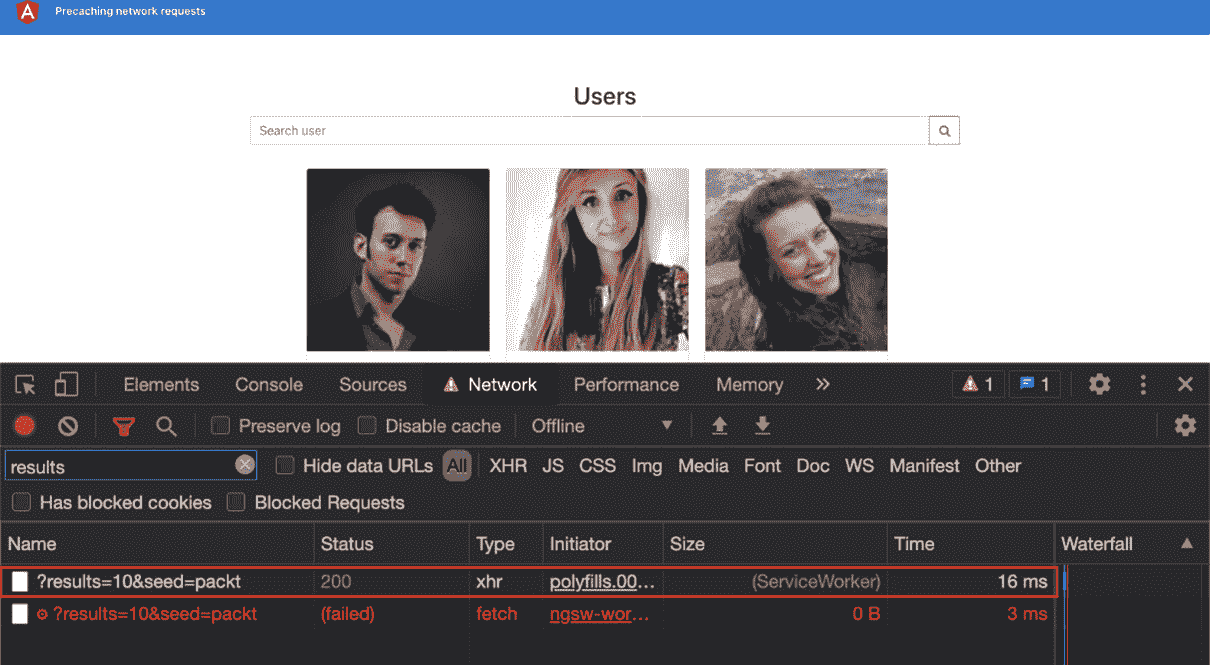 Precaching network requests
Users
Search user
Elements Console Sources Network Performance Memory » 1 1
Preserve log Disable cache Offline
results Hide data URLs All XHR JS CSS Img Media Font Doc WS Manifest Other
Has blocked cookies Blocked Requests
Name Status Type Initiator Size Time Waterfall
?results=10&seed=packt 200 xhr polyfills.00… (ServiceWorker) 16 ms
?results=10&seed=packt (failed) fetch ngsw-wor… 0 B 3 ms